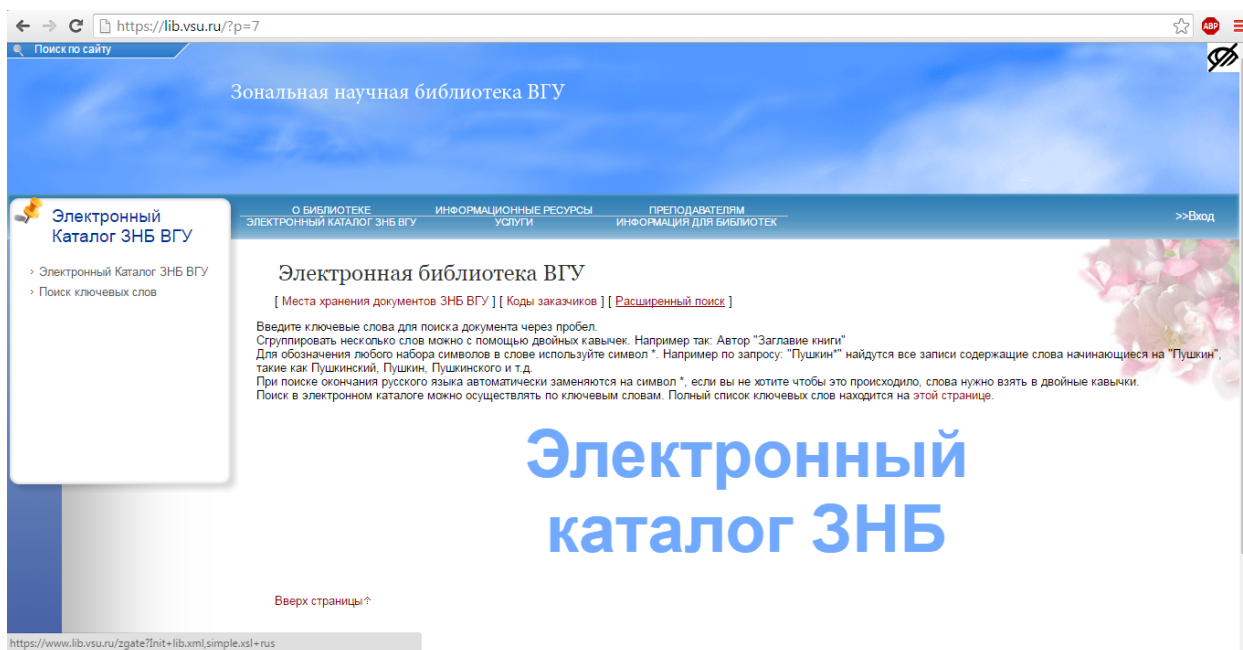 https://lib.vsu.ru/?p=7
ABP
Поиск по сайту
Зональная научная библиотека ВГУ
Электронный
Каталог ЗНБ ВГУ
О БИБЛИОТЕКЕ ИНФОРМАЦИОННЫЕ РЕСУРСЫ ПРЕПОДАВАТЕЛЯМ
ЭЛЕКТРОННЫЙ КАТАЛОГ ЗНБ ВГУ УСЛУГИ ИНФОРМАЦИЯ ДЛЯ БИБЛИОТЕК
>>Вход
› Электронный Каталог ЗНБ ВГУ
› Поиск ключевых слов
Электронная библиотека ВГУ
[ Места хранения документов ЗНБ ВГУ ] [ Коды заказчиков ] [ Расширенный поиск ]
Введите ключевые слова для поиска документа через пробел.
Сгруппировать несколько слов можно с помощью двойных кавычек. Например так: Автор "Заглавие книги"
Для обозначения любого набора символов в слове используйте символ *. Например по запросу: "Пушкин*" найдутся все записи содержащие слова начинающиеся на "Пушкин",
такие как Пушкинский, Пушкин, Пушкинского и т.д.
При поиске окончания русского языка автоматически заменяются на символ *, если вы не хотите чтобы это происходило, слова нужно взять в двойные кавычки.
Поиск в электронном каталоге можно осуществлять по ключевым словам. Полный список ключевых слов находится на этой странице.
Электронный
каталог ЗНБ
Вверх страницы↑
https://www.lib.vsu.ru/zgate?Init+lib.xml,simple.xsl+rus